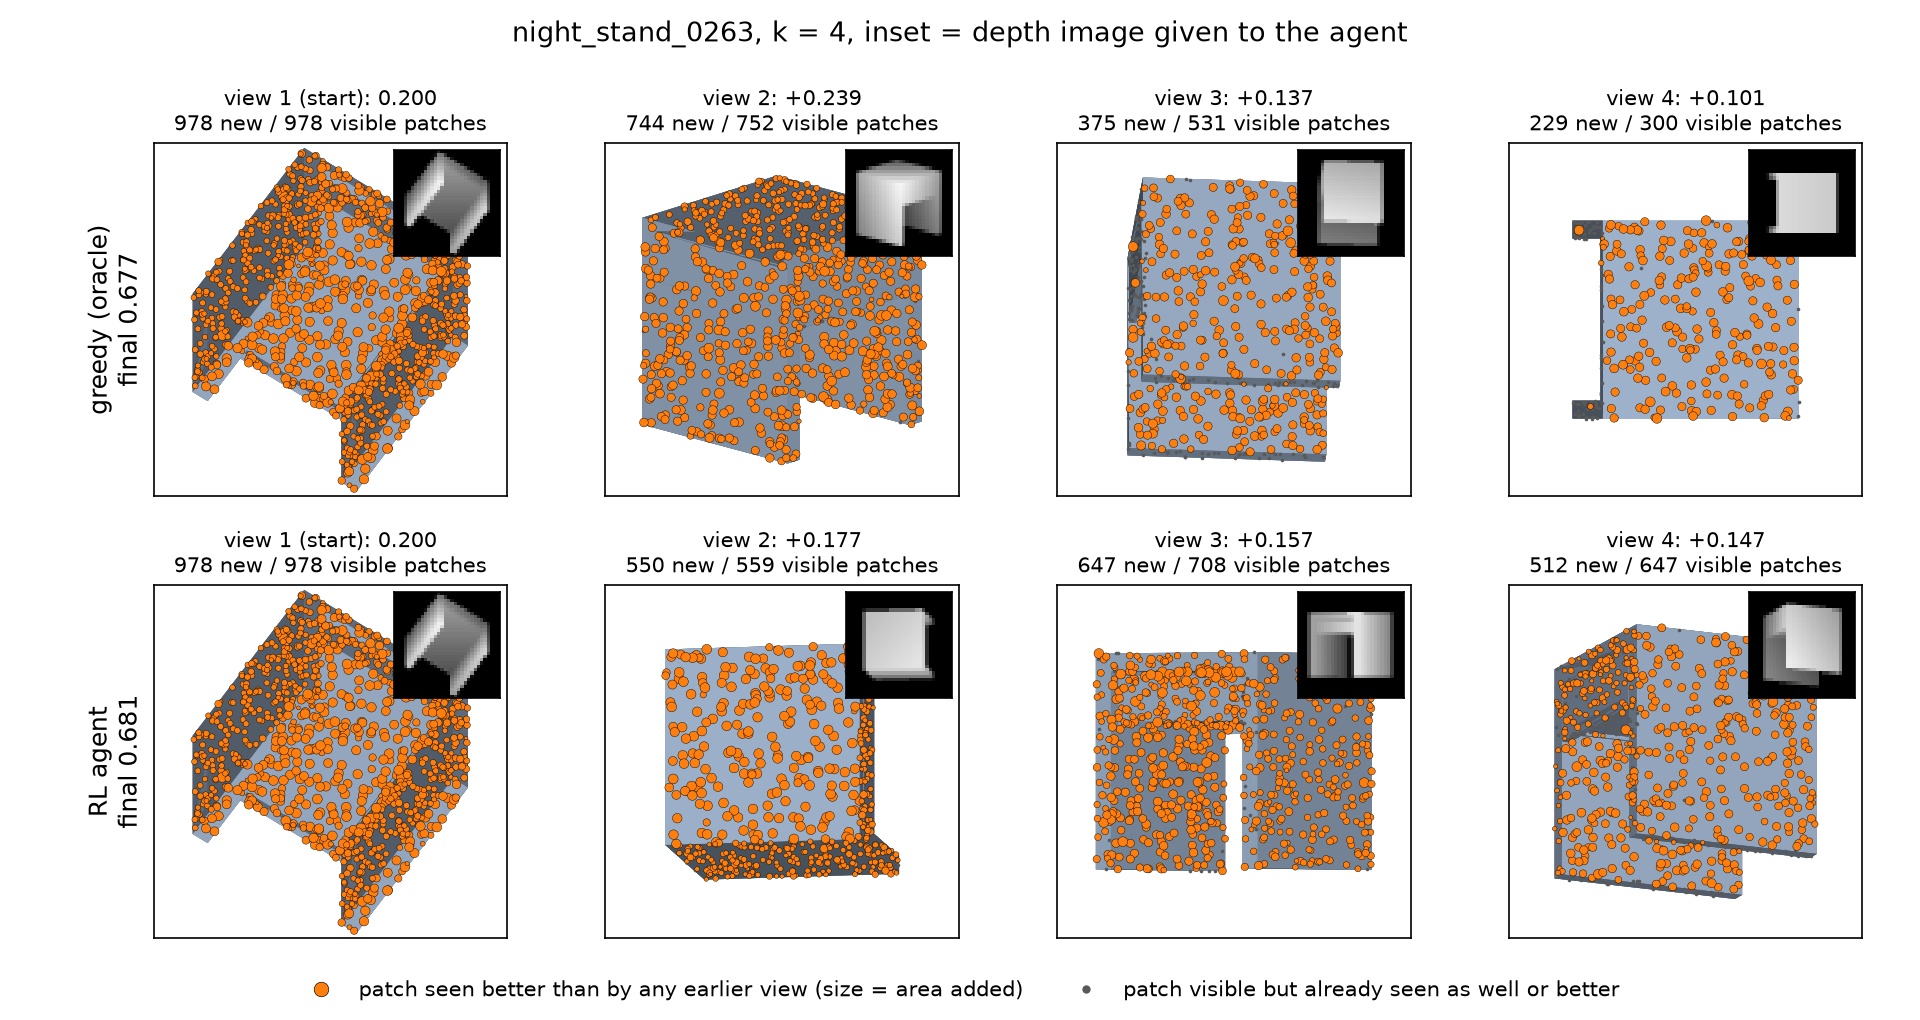 night_stand_0263, k = 4, inset = depth image given to the agent
greedy (oracle)
final 0.677
view 1 (start): 0.200
978 new / 978 visible patches
view 2: +0.239
744 new / 752 visible patches
view 3: +0.137
375 new / 531 visible patches
view 4: +0.101
229 new / 300 visible patches
RL agent
final 0.681
view 1 (start): 0.200
978 new / 978 visible patches
view 2: +0.177
550 new / 559 visible patches
view 3: +0.157
647 new / 708 visible patches
view 4: +0.147
512 new / 647 visible patches
patch seen better than by any earlier view (size = area added)
patch visible but already seen as well or better